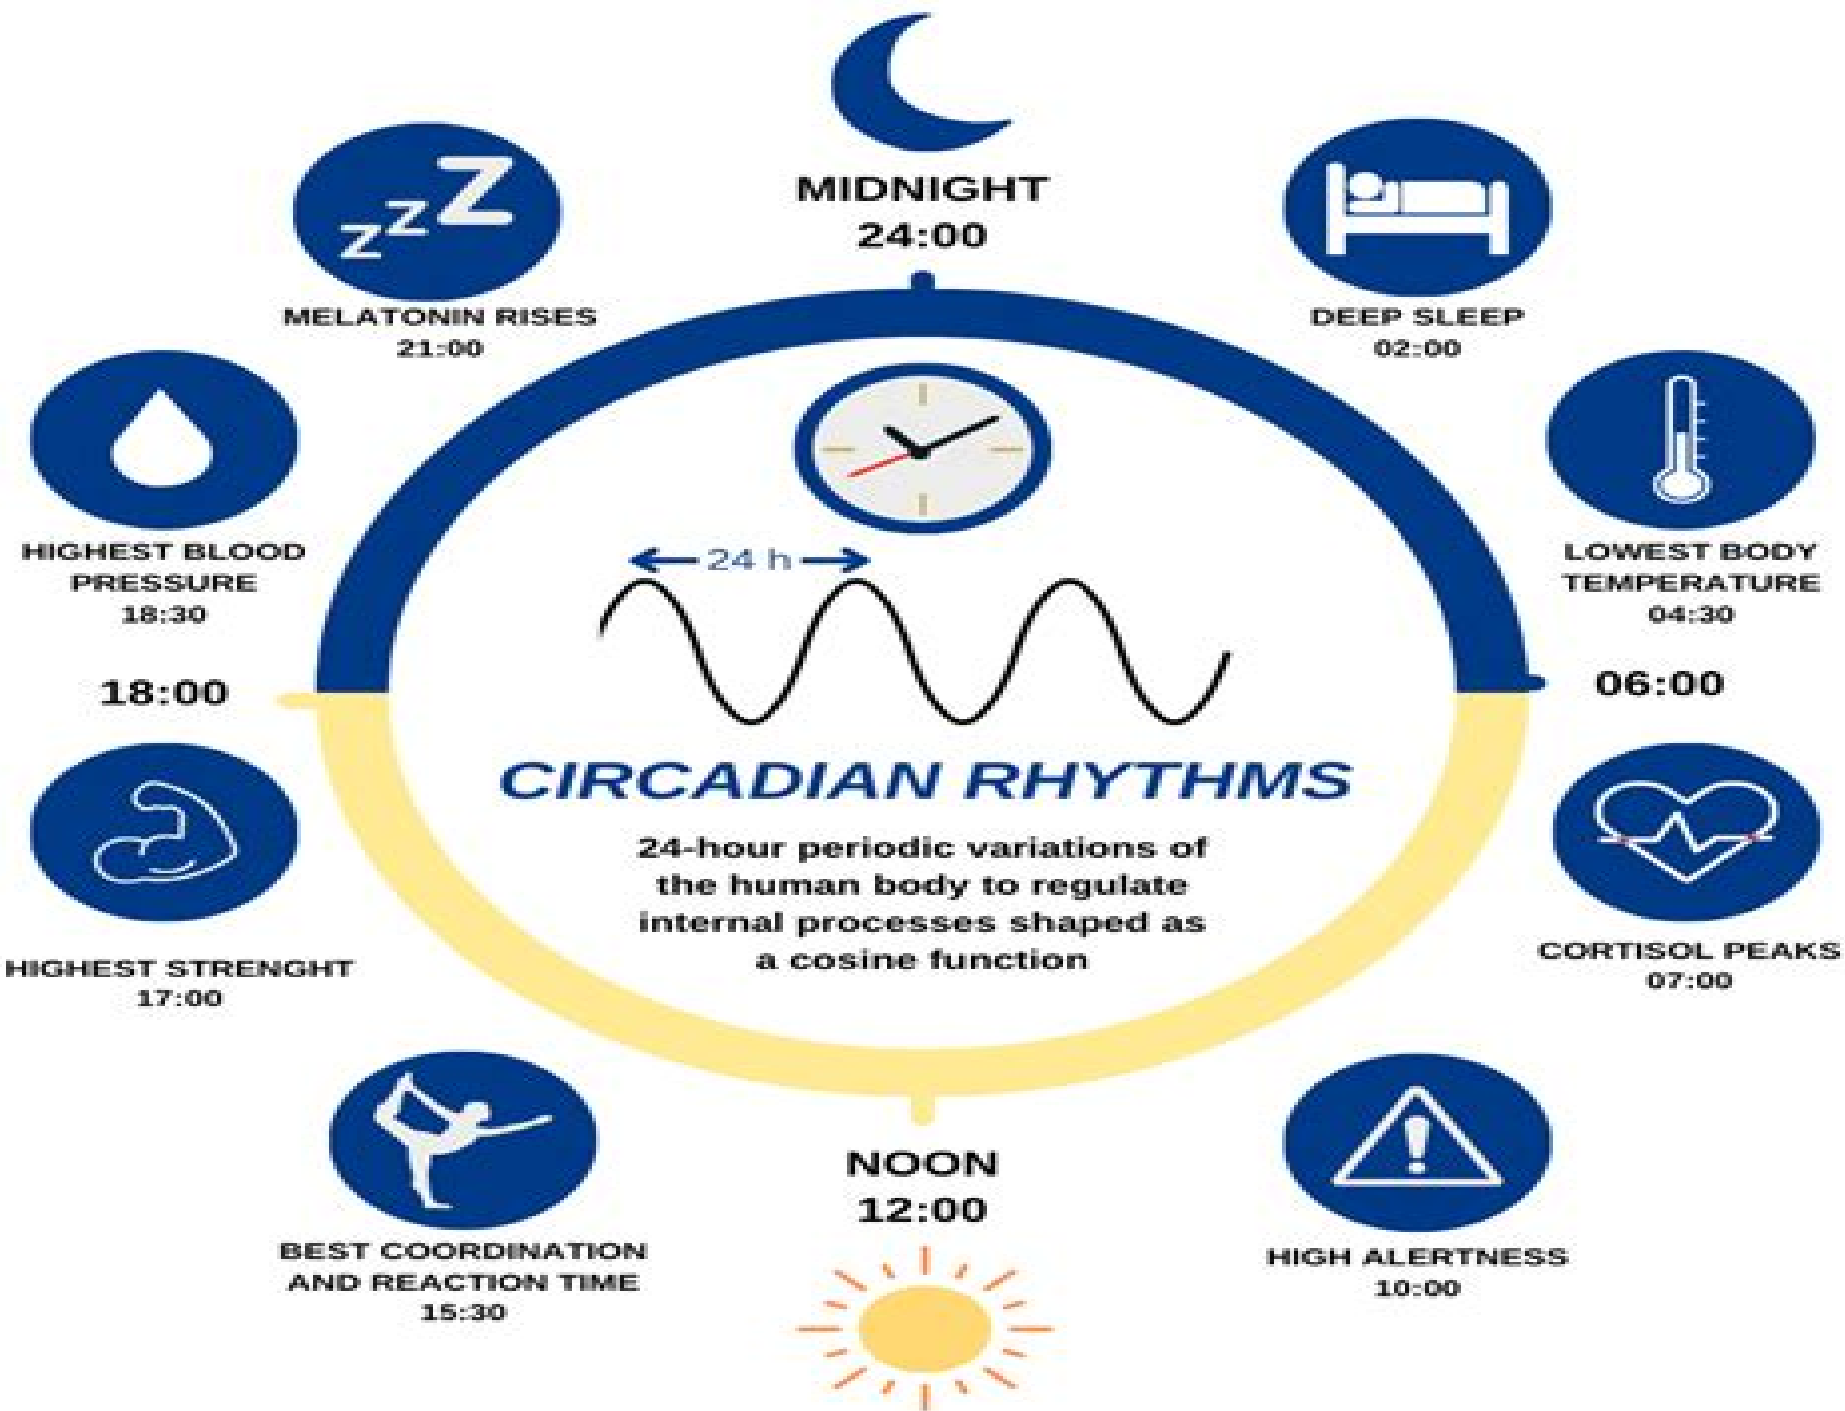 MIDNIGHT
24:00
zzZ
MELATONIN RISES
21:00
DEEP SLEEP
02:00
HIGHEST BLOOD
PRESSURE
18:30
LOWEST BODY
TEMPERATURE
04:30
24 h
18:00
06:00
CIRCADIAN RHYTHMS
24-hour periodic variations of
the human body to regulate
internal processes shaped as
a cosine function
HIGHEST STRENGHT
17:00
CORTISOL PEAKS
07:00
NOON
12:00
BEST COORDINATION
AND REACTION TIME
15:30
HIGH ALERTNESS
10:00